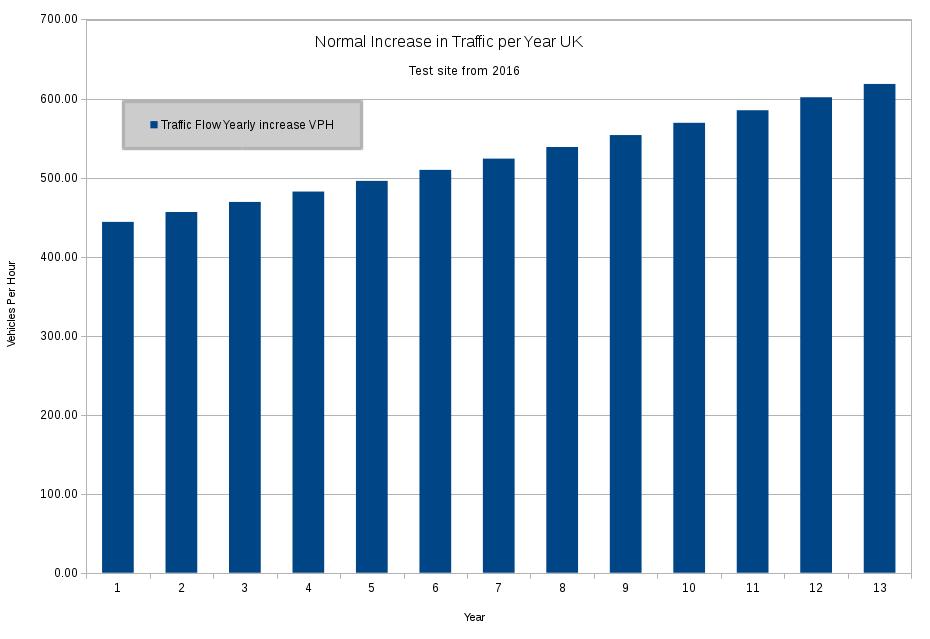 Normal Increase in Traffic per Year UK
Test site from 2016
Traffic Flow Yearly increase VPH
Vehicles Per Hour
700.00
600.00
500.00
400.00
300.00
200.00
100.00
0.00
1 2 3 4 5 6 7 8 9 10 11 12 13
Year